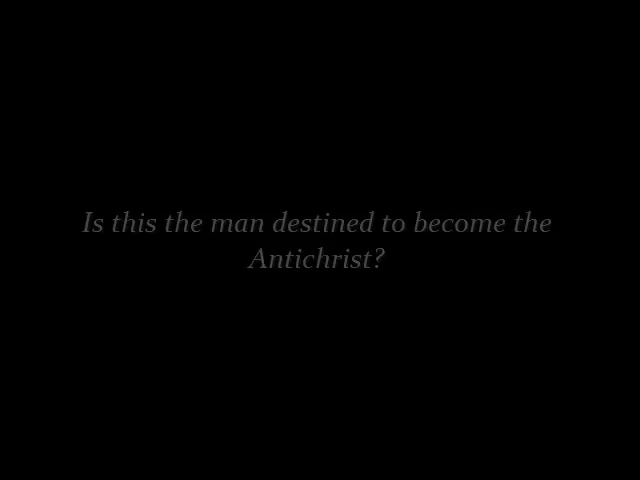 Is this the man destined to become the
Antichrist?